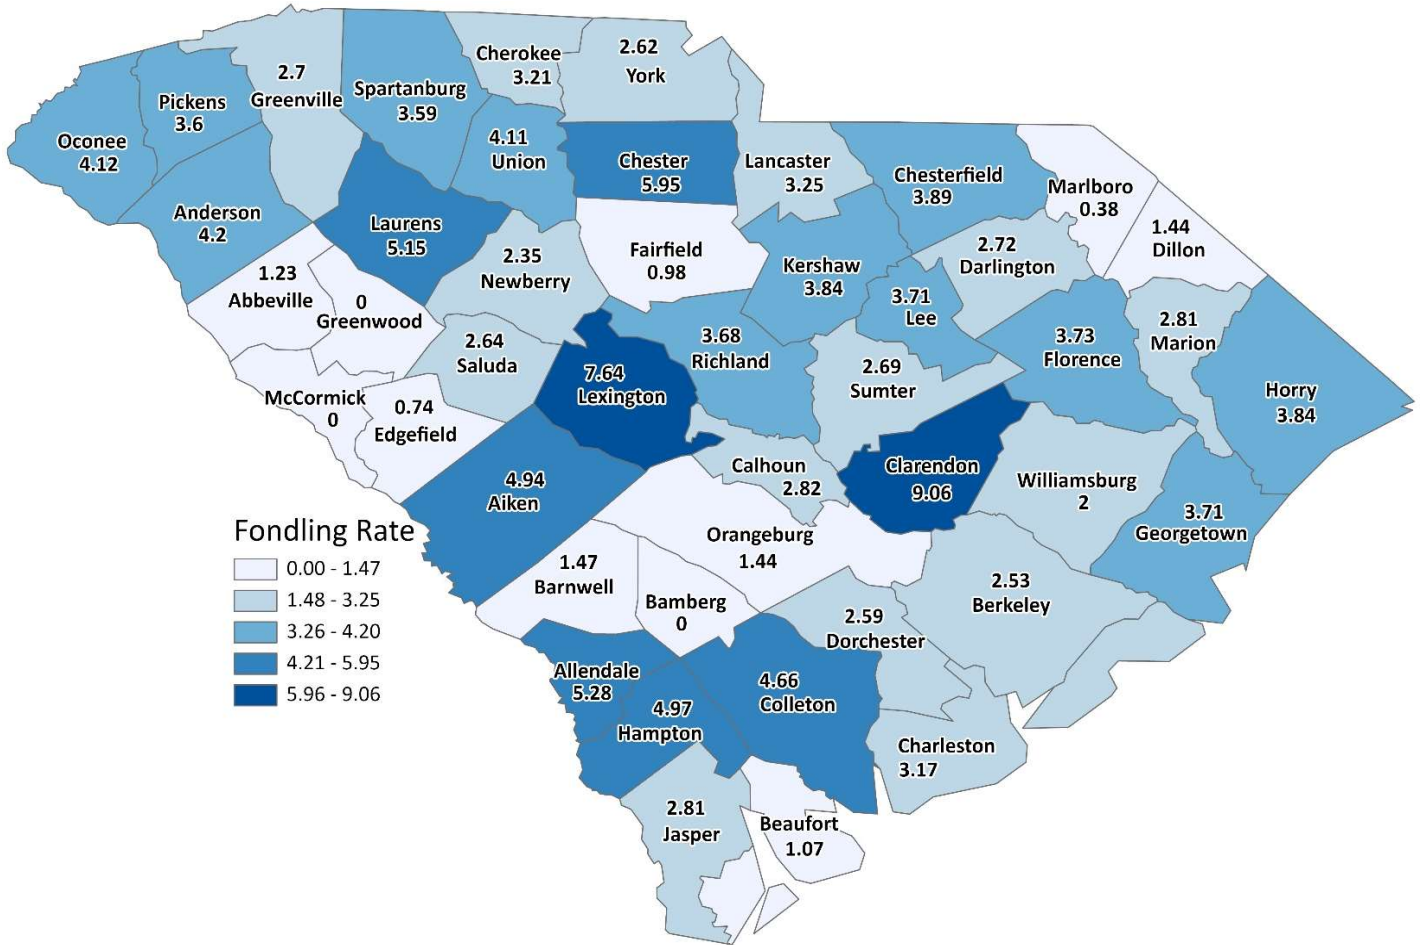 2.62
York
Cherokee
3.21
2.7
Greenville
Spartanburg
3.59
Pickens
3.6
Oconee
4.12
4.11
Union
Chester
5.95
Lancaster
3.25
Chesterfield
3.89
Marlboro
0.38
1.44
Dillon
Anderson
4.2
Laurens
5.15
2.35
Newberry
Fairfield
0.98
Kershaw
3.84
2.72
Darlington
1.23
Abbeville
0
Greenwood
3.71
Lee
3.73
Florence
2.81
Marion
2.64
Saluda
3.68
Richland
2.69
Sumter
Horry
3.84
McCormick
0
0.74
Edgefield
7.64
Lexington
4.94
Aiken
Calhoun
2.82
Clarendon
9.06
Williamsburg
2
3.71
Georgetown
Orangeburg
1.44
1.47
Barnwell
Bamberg
0
2.53
Berkeley
2.59
Dorchester
Allendale
5.28
4.97
Hampton
4.66
Colleton
Charleston
3.17
2.81
Jasper
Beaufort
1.07
Fondling Rate
0.00 - 1.47
1.48 - 3.25
3.26 - 4.20
4.21 - 5.95
5.96 - 9.06